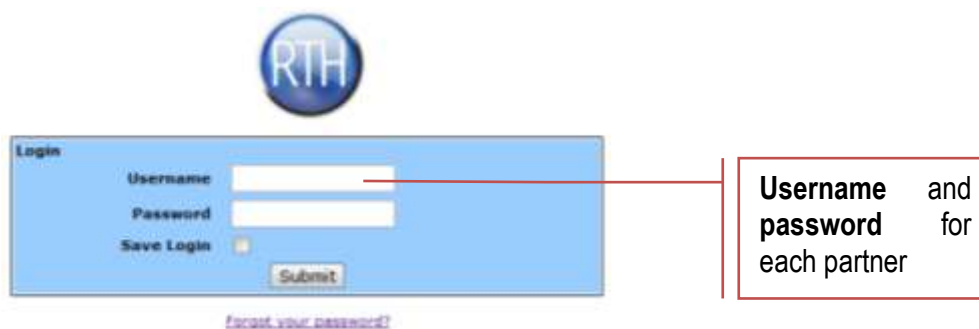 RTH
Login
Username
Password
Save Login
Submit
Forgot your password?
Username and
password for
each partner